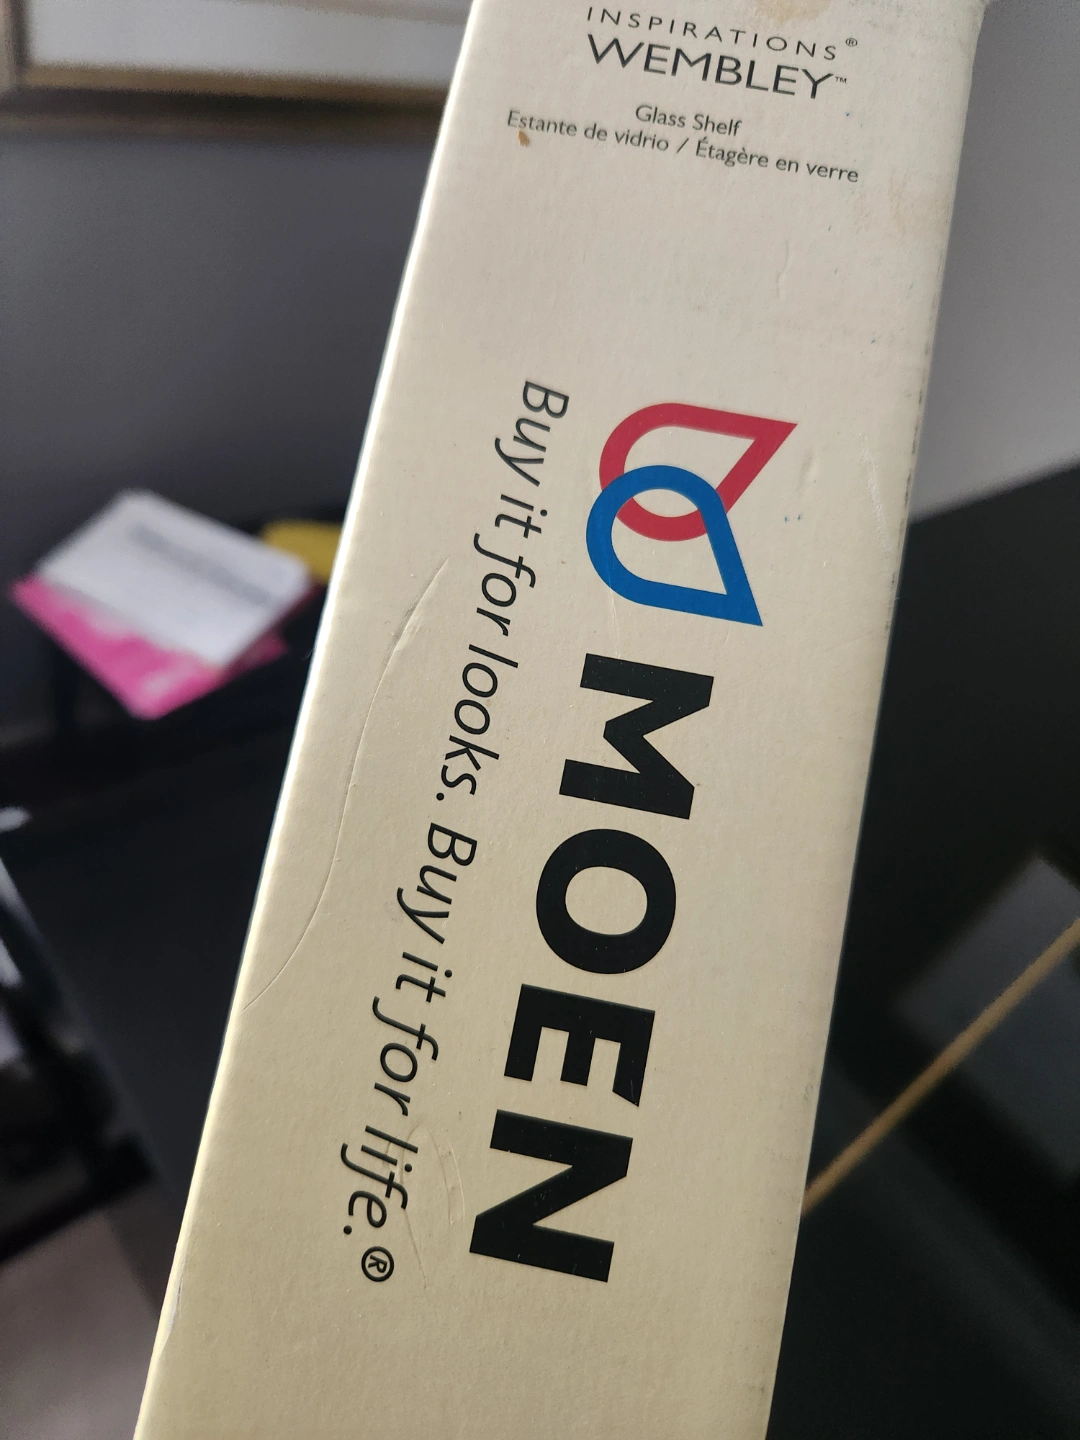 INSPIRATIONS®
WEMBLEY™
Glass Shelf
Estante de vidrio / Étagère en verre
MOEN
Buy it for looks. Buy it for life.®